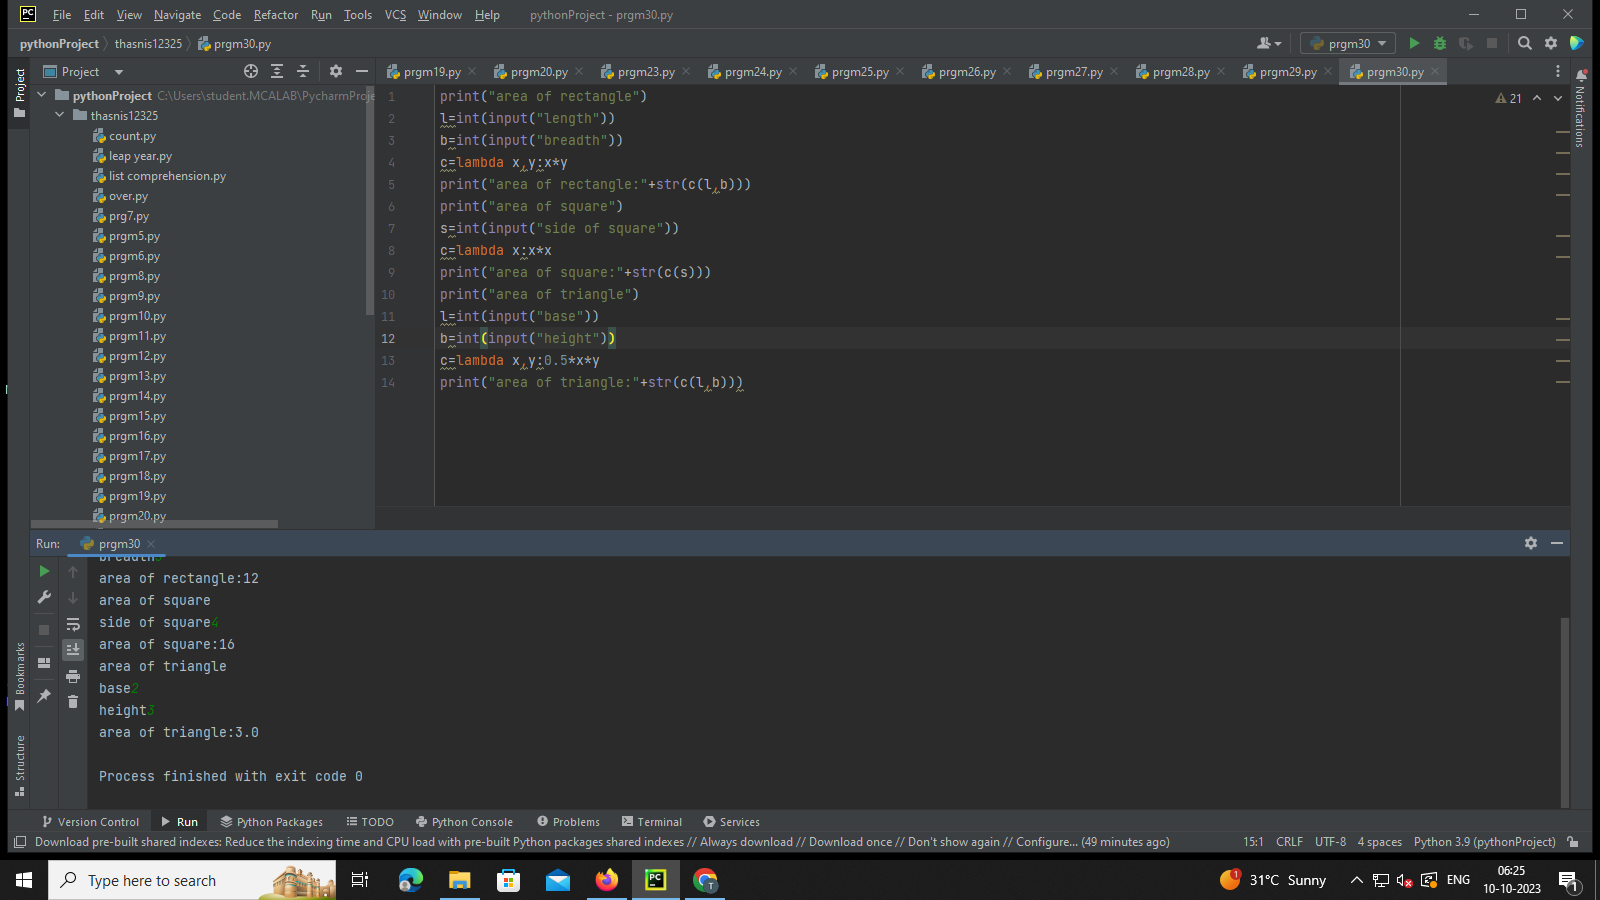 PC File Edit View Navigate Code Refactor Run Tools VCS Window Help pythonProject - prgm30.py
pythonProject thasnis12325 prgm30.py prgm30
Project
Project
prgm19.py prgm20.py prgm23.py prgm24.py prgm25.py prgm26.py prgm27.py prgm28.py prgm29.py prgm30.py
Notifications
pythonProject C:\Users\student.MCALAB\PycharmProje
thasnis12325
count.py
leap year.py
list comprehension.py
over.py
prg7.py
prgm5.py
prgm6.py
prgm8.py
prgm9.py
prgm10.py
prgm11.py
prgm12.py
prgm13.py
prgm14.py
prgm15.py
prgm16.py
prgm17.py
prgm18.py
prgm19.py
prgm20.py
21
1 print("area of rectangle")
2 l=int(input("length"))
3 b=int(input("breadth"))
4 c=lambda x,y:x*y
5 print("area of rectangle:"+str(c(l,b)))
6 print("area of square")
7 s=int(input("side of square"))
8 c=lambda x:x*x
9 print("area of square:"+str(c(s)))
10 print("area of triangle")
11 l=int(input("base"))
12 b=int(input("height"))
13 c=lambda x,y:0.5*x*y
14 print("area of triangle:"+str(c(l,b)))
Run: prgm30
breadth3
area of rectangle:12
area of square
side of square4
area of square:16
area of triangle
base2
height3
area of triangle:3.0
Process finished with exit code 0
Bookmarks
Structure
Version Control Run Python Packages TODO Python Console Problems Terminal Services
Download pre-built shared indexes: Reduce the indexing time and CPU load with pre-built Python packages shared indexes // Always download // Download once // Don't show again // Configure... (49 minutes ago) 15:1 CRLF UTF-8 4 spaces Python 3.9 (pythonProject)
Type here to search PC T 31°C Sunny ENG 06:25
10-10-2023
1